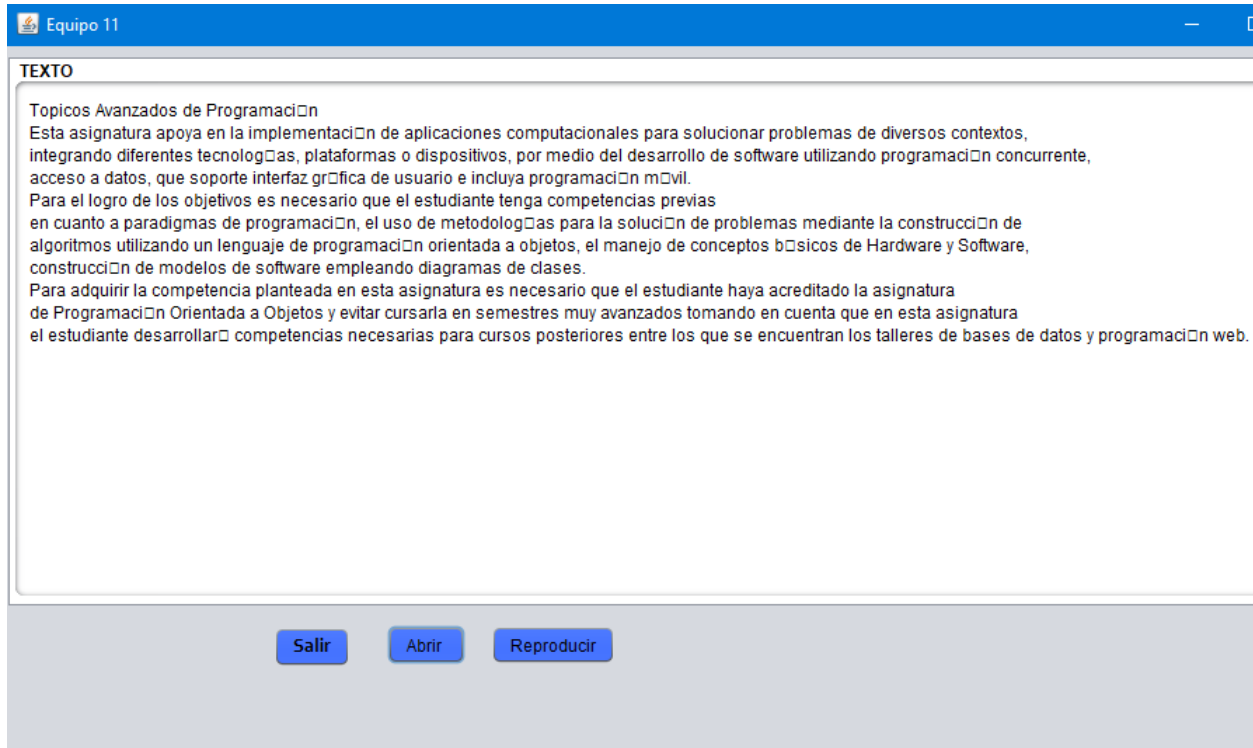 Equipo 11
TEXTO
Topicos Avanzados de Programaci□n
Esta asignatura apoya en la implementaci□n de aplicaciones computacionales para solucionar problemas de diversos contextos,
integrando diferentes tecnolog□as, plataformas o dispositivos, por medio del desarrollo de software utilizando programaci□n concurrente,
acceso a datos, que soporte interfaz gr□fica de usuario e incluya programaci□n m□vil.
Para el logro de los objetivos es necesario que el estudiante tenga competencias previas
en cuanto a paradigmas de programaci□n, el uso de metodolog□as para la soluci□n de problemas mediante la construcci□n de
algoritmos utilizando un lenguaje de programaci□n orientada a objetos, el manejo de conceptos b□sicos de Hardware y Software,
construcci□n de modelos de software empleando diagramas de clases.
Para adquirir la competencia planteada en esta asignatura es necesario que el estudiante haya acreditado la asignatura
de Programaci□n Orientada a Objetos y evitar cursarla en semestres muy avanzados tomando en cuenta que en esta asignatura
el estudiante desarrollar□ competencias necesarias para cursos posteriores entre los que se encuentran los talleres de bases de datos y programaci□n web.
Salir Abrir Reproducir